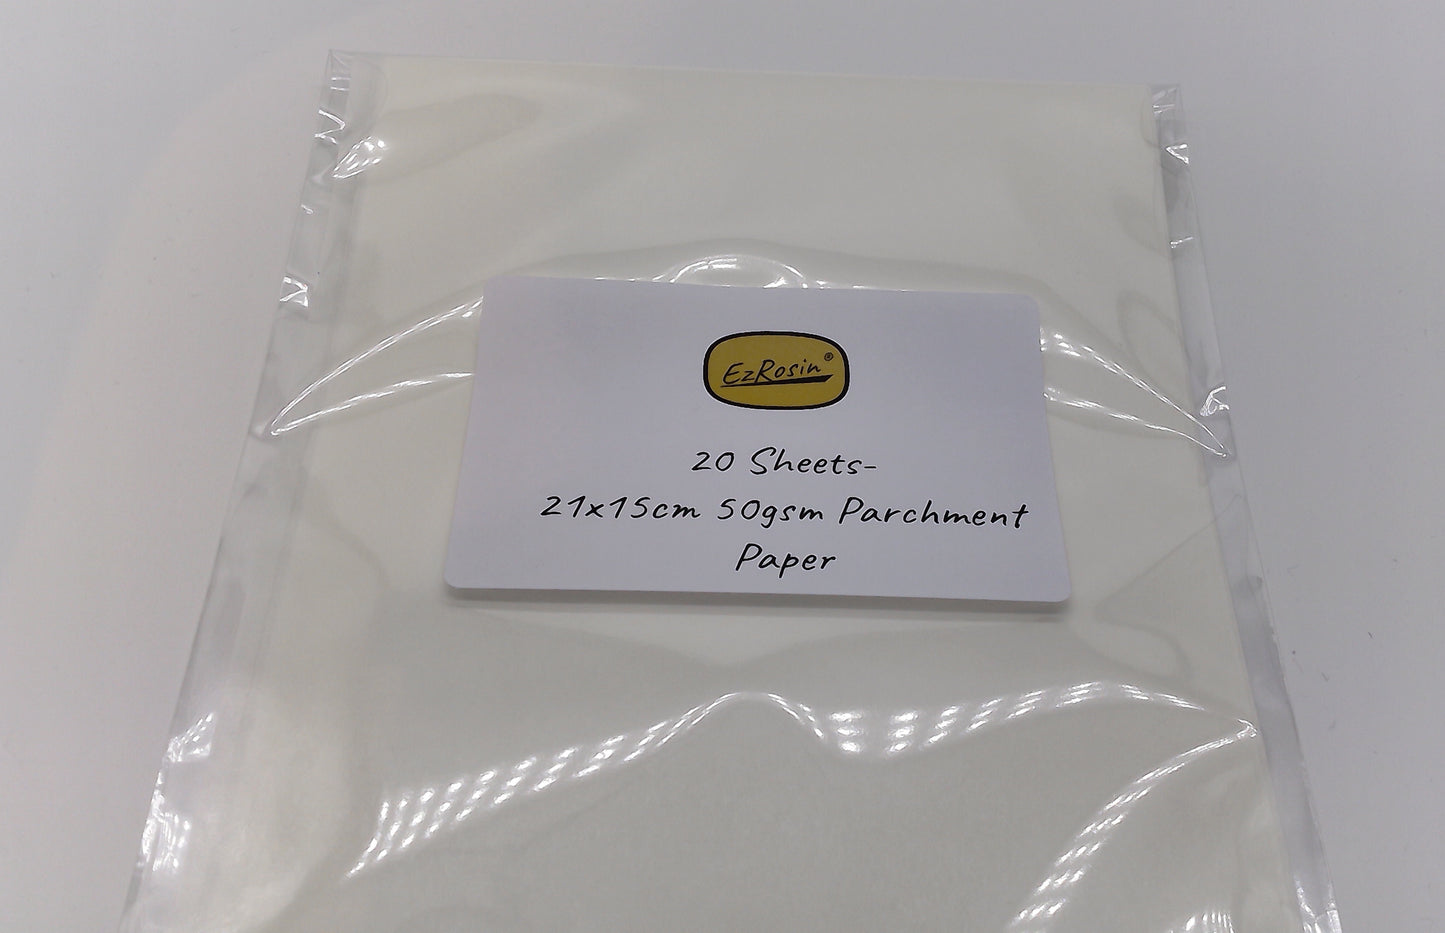 EzRosin®
20 Sheets-
21x15cm 50gsm Parchment
Paper